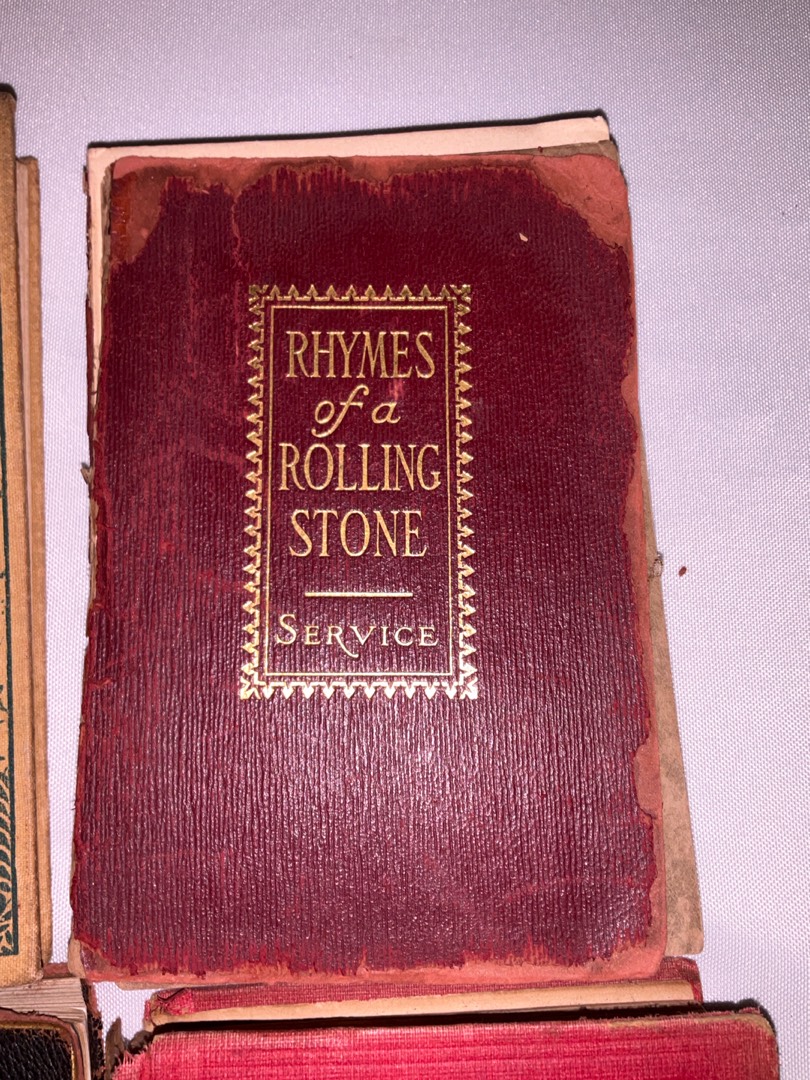 RHYMES
of a
ROLLING
STONE
SERVICE